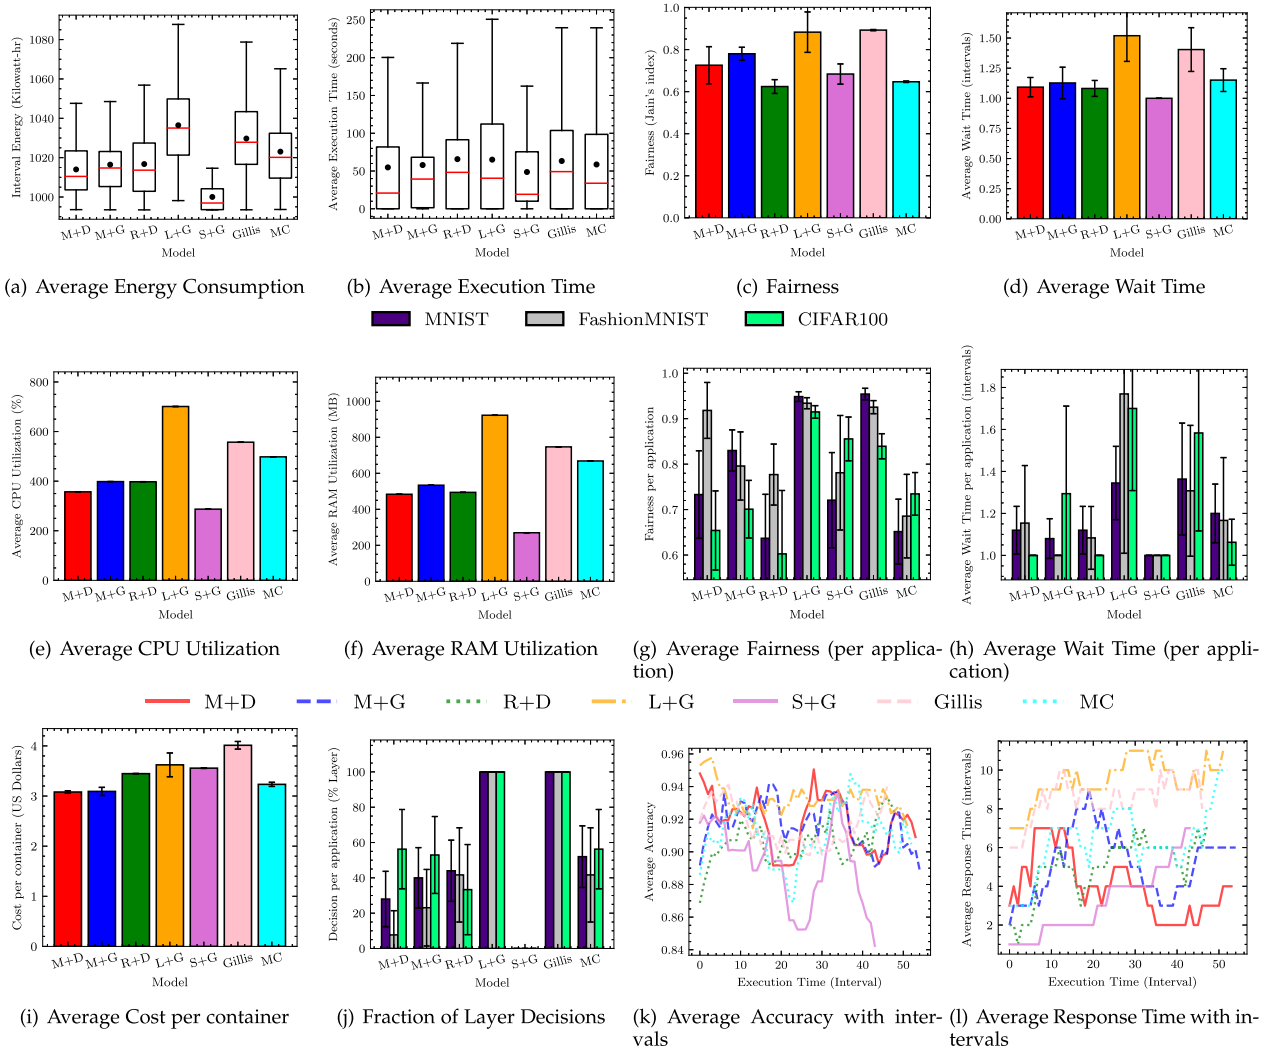 Interval Energy (Kilowatt-hr)
1080
1060
1040
1020
1000
M+D M+G R+D L+G S+G Gillis MC
Model
(a) Average Energy Consumption
Average Execution Time (seconds)
250
200
150
100
50
0
M+D M+G R+D L+G S+G Gillis MC
Model
(b) Average Execution Time
Fairness (Jain's index)
1.0
0.8
0.6
0.4
0.2
0.0
M+D M+G R+D L+G S+G Gillis MC
Model
(c) Fairness
Average Wait Time (intervals)
1.50
1.25
1.00
0.75
0.50
0.25
0.00
M+D M+G R+D L+G S+G Gillis MC
Model
(d) Average Wait Time
MNIST FashionMNIST CIFAR100
Average CPU Utilization (%)
800
600
400
200
0
M+D M+G R+D L+G S+G Gillis MC
Model
(e) Average CPU Utilization
Average RAM Utilization (MB)
1000
800
600
400
200
0
M+D M+G R+D L+G S+G Gillis MC
Model
(f) Average RAM Utilization
Fairness per application
1.0
0.9
0.8
0.7
0.6
M+D M+G R+D L+G S+G Gillis MC
Model
(g) Average Fairness (per applica-
tion)
Average Wait Time per application (intervals)
1.8
1.6
1.4
1.2
1.0
M+D M+G R+D L+G S+G Gillis MC
Model
(h) Average Wait Time (per appli-
cation)
M+D M+G R+D L+G S+G Gillis MC
Cost per container (US Dollars)
4
3
2
1
0
M+D M+G R+D L+G S+G Gillis MC
Model
(i) Average Cost per container
Decision per application (% Layer)
100
80
60
40
20
0
M+D M+G R+D L+G S+G Gillis MC
Model
(j) Fraction of Layer Decisions
Average Accuracy
0.96
0.94
0.92
0.90
0.88
0.86
0.84
0 10 20 30 40 50
Execution Time (Interval)
(k) Average Accuracy with inter-
vals
Average Response Time (intervals)
10
8
6
4
2
0 10 20 30 40 50
Execution Time (Interval)
(l) Average Response Time with in-
tervals